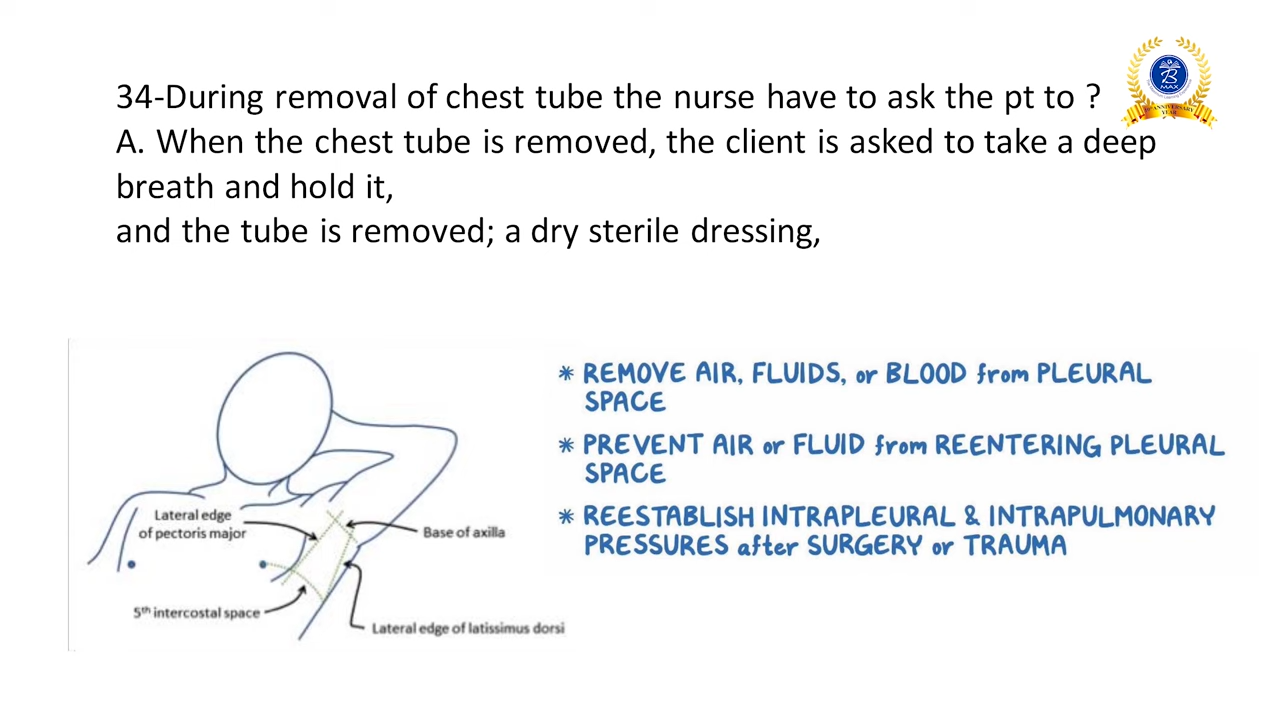 34-During removal of chest tube the nurse have to ask the pt to ?
A. When the chest tube is removed, the client is asked to take a deep
breath and hold it,
and the tube is removed; a dry sterile dressing,
B
MAX
ANNIVERSARY
YEAR
* REMOVE AIR, FLUIDS, or BLOOD from PLEURAL
SPACE
* PREVENT AIR or FLUID from REENTERING PLEURAL
SPACE
* REESTABLISH INTRAPLEURAL & INTRAPULMONARY
PRESSURES after SURGERY or TRAUMA
Lateral edge
of pectoris major
Base of axilla
5th intercostal space
Lateral edge of latissimus dorsi